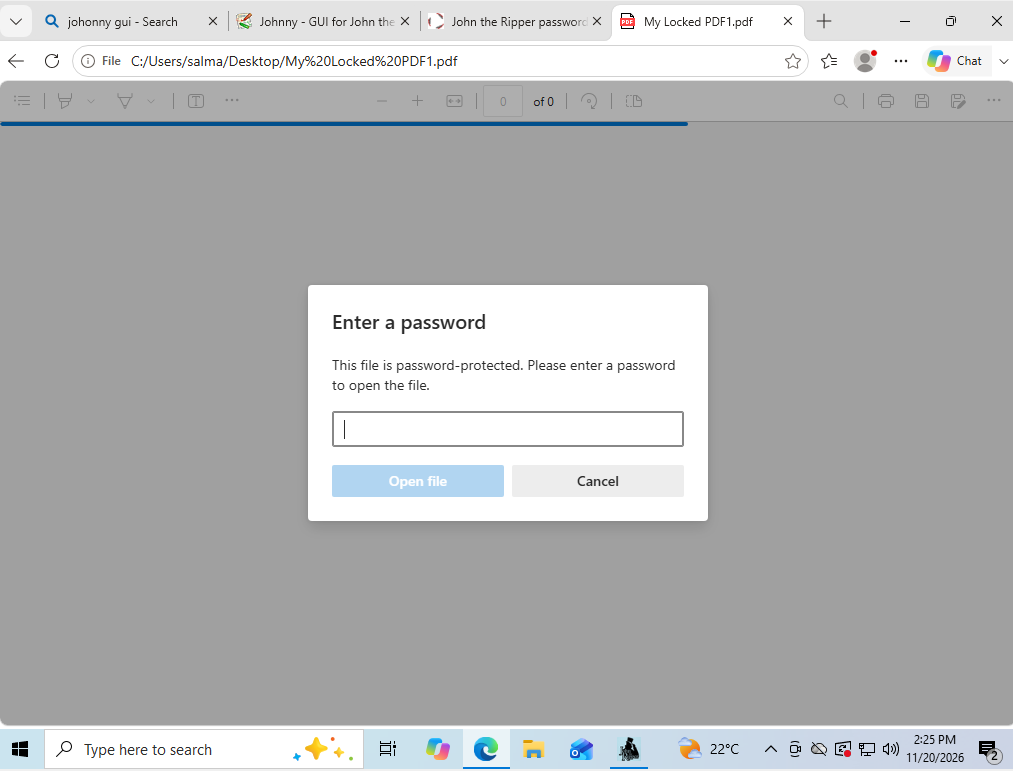 johonny gui - Search
Johnny - GUI for John the
John the Ripper password
My Locked PDF1.pdf
File C:/Users/salma/Desktop/My%20Locked%20PDF1.pdf
Chat
0 of 0
Enter a password
This file is password-protected. Please enter a password
to open the file.
Open file
Cancel
Type here to search
22°C
2:25 PM
11/20/2026
2